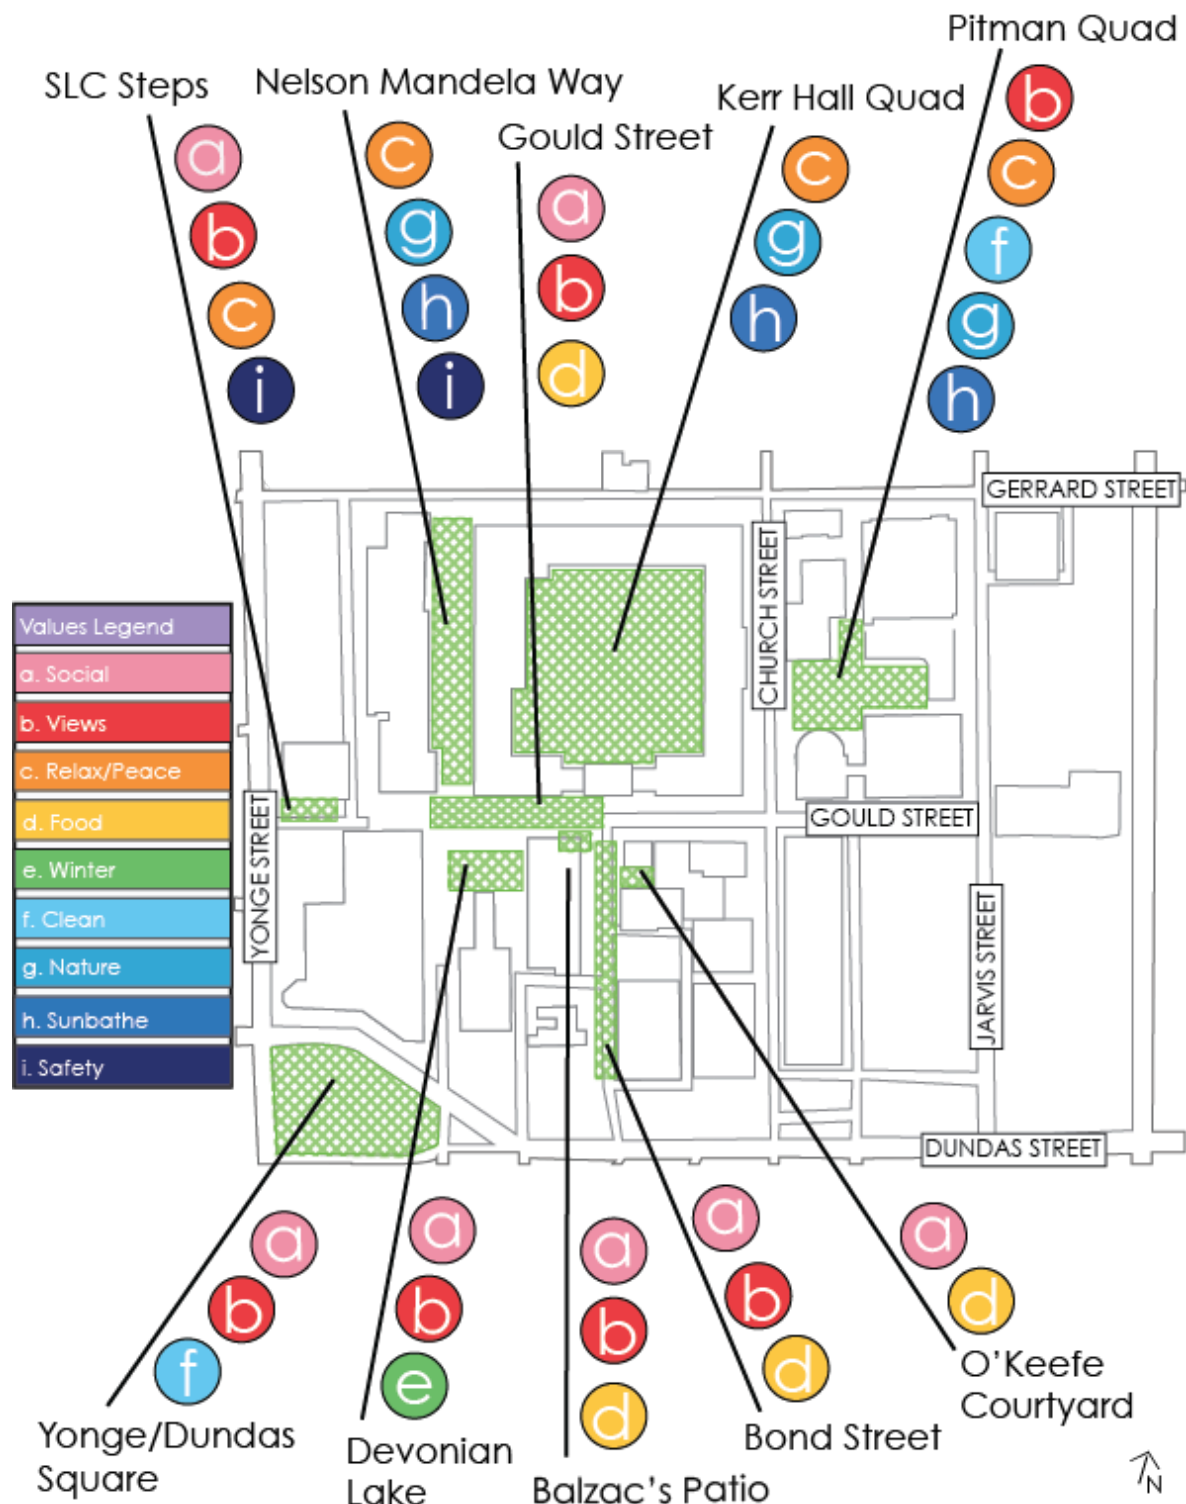 Pitman Quad
Nelson Mandela Way
SLC Steps
Kerr Hall Quad
Gould Street
a
b
c
i
c
g
h
i
a
b
d
c
g
h
b
c
f
g
h
GERRARD STREET
CHURCH STREET
Values Legend
a. Social
b. Views
c. Relax/Peace
d. Food
e. Winter
f. Clean
g. Nature
h. Sunbathe
i. Safety
YONGE STREET
GOULD STREET
JARVIS STREET
DUNDAS STREET
a
b
f
a
b
e
a
b
d
a
b
d
a
d
Yonge/Dundas
Square
Devonian
Lake
Balzac's Patio
Bond Street
O'Keefe
Courtyard
N